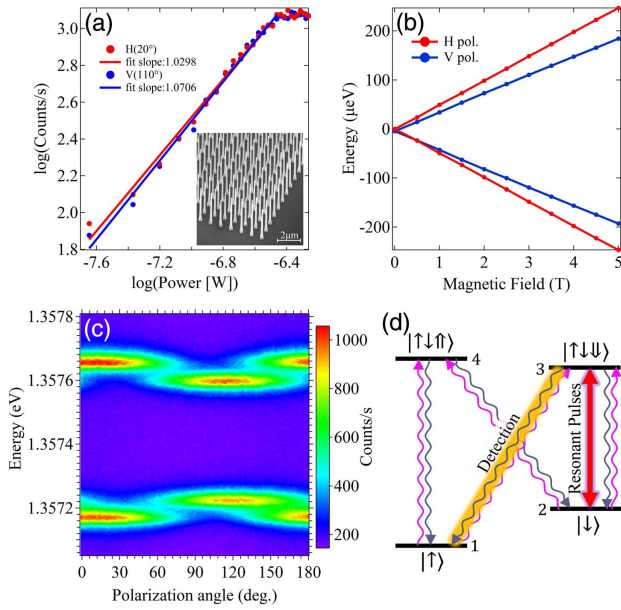 (a)
H(20°)
fit slope:1.0298
V(110°)
fit slope:1.0706
3.0
2.8
2.6
2.4
2.2
2.0
1.8
log(Counts/s)
2μm
-7.6
-7.2
-6.8
-6.4
log(Power [W])
(b)
H pol.
V pol.
200
100
0
-100
-200
Energy (μeV)
0
1
2
3
4
5
Magnetic Field (T)
(c)
1.3578
1.3576
1.3574
1.3572
Energy (eV)
0
30
60
90
120
150
180
Polarization angle (deg.)
1000
800
600
400
200
Counts/s
(d)
|↑↓⇑⟩
4
|↑↓⇓⟩
3
Detection
Resonant Pulses
2
|↓⟩
1
|↑⟩